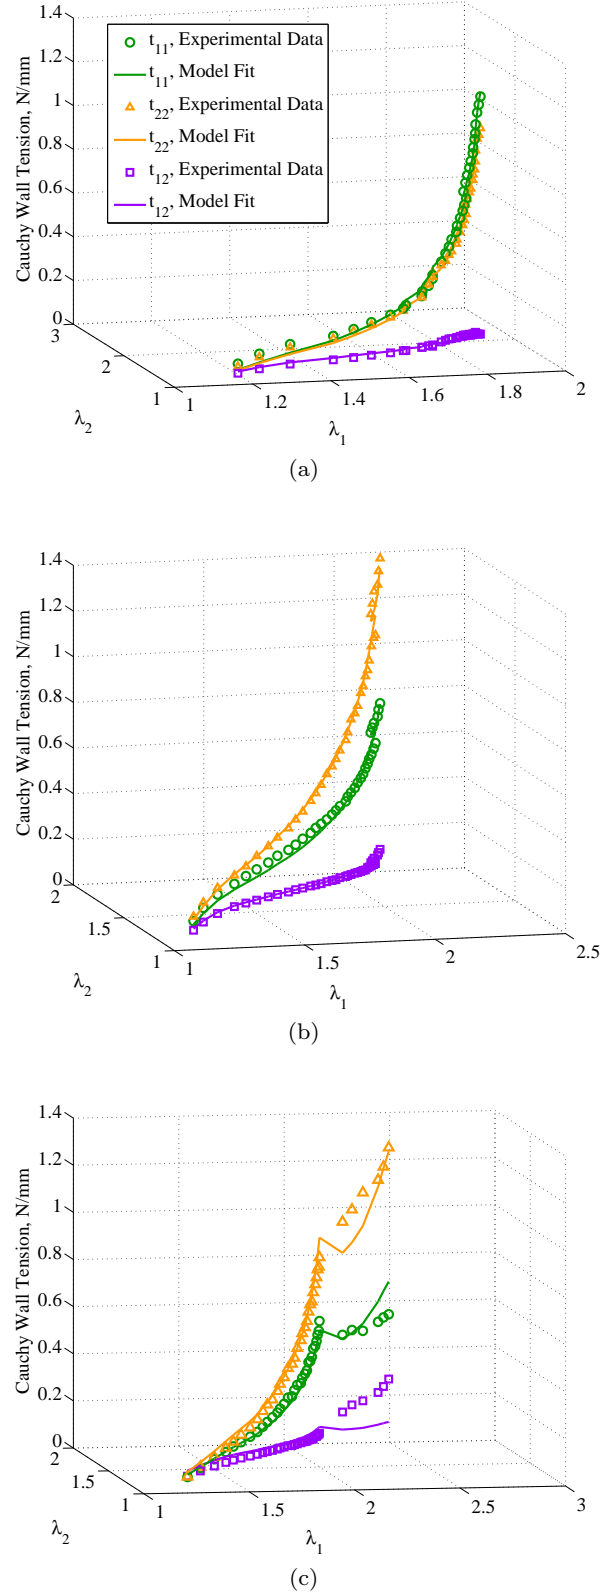 1.4
1.2
1
0.8
0.6
0.4
0.2
0
Cauchy Wall Tension, N/mm
t11, Experimental Data
t11, Model Fit
t22, Experimental Data
t22, Model Fit
t12, Experimental Data
t12, Model Fit
3
2
1
λ2
1
1.2
1.4
1.6
1.8
2
λ1
(a)
1.4
1.2
1
0.8
0.6
0.4
0.2
0
Cauchy Wall Tension, N/mm
2
1.5
1
λ2
1
1.5
2
2.5
λ1
(b)
1.4
1.2
1
0.8
0.6
0.4
0.2
0
Cauchy Wall Tension, N/mm
2
1.5
1
λ2
1
1.5
2
2.5
3
λ1
(c)